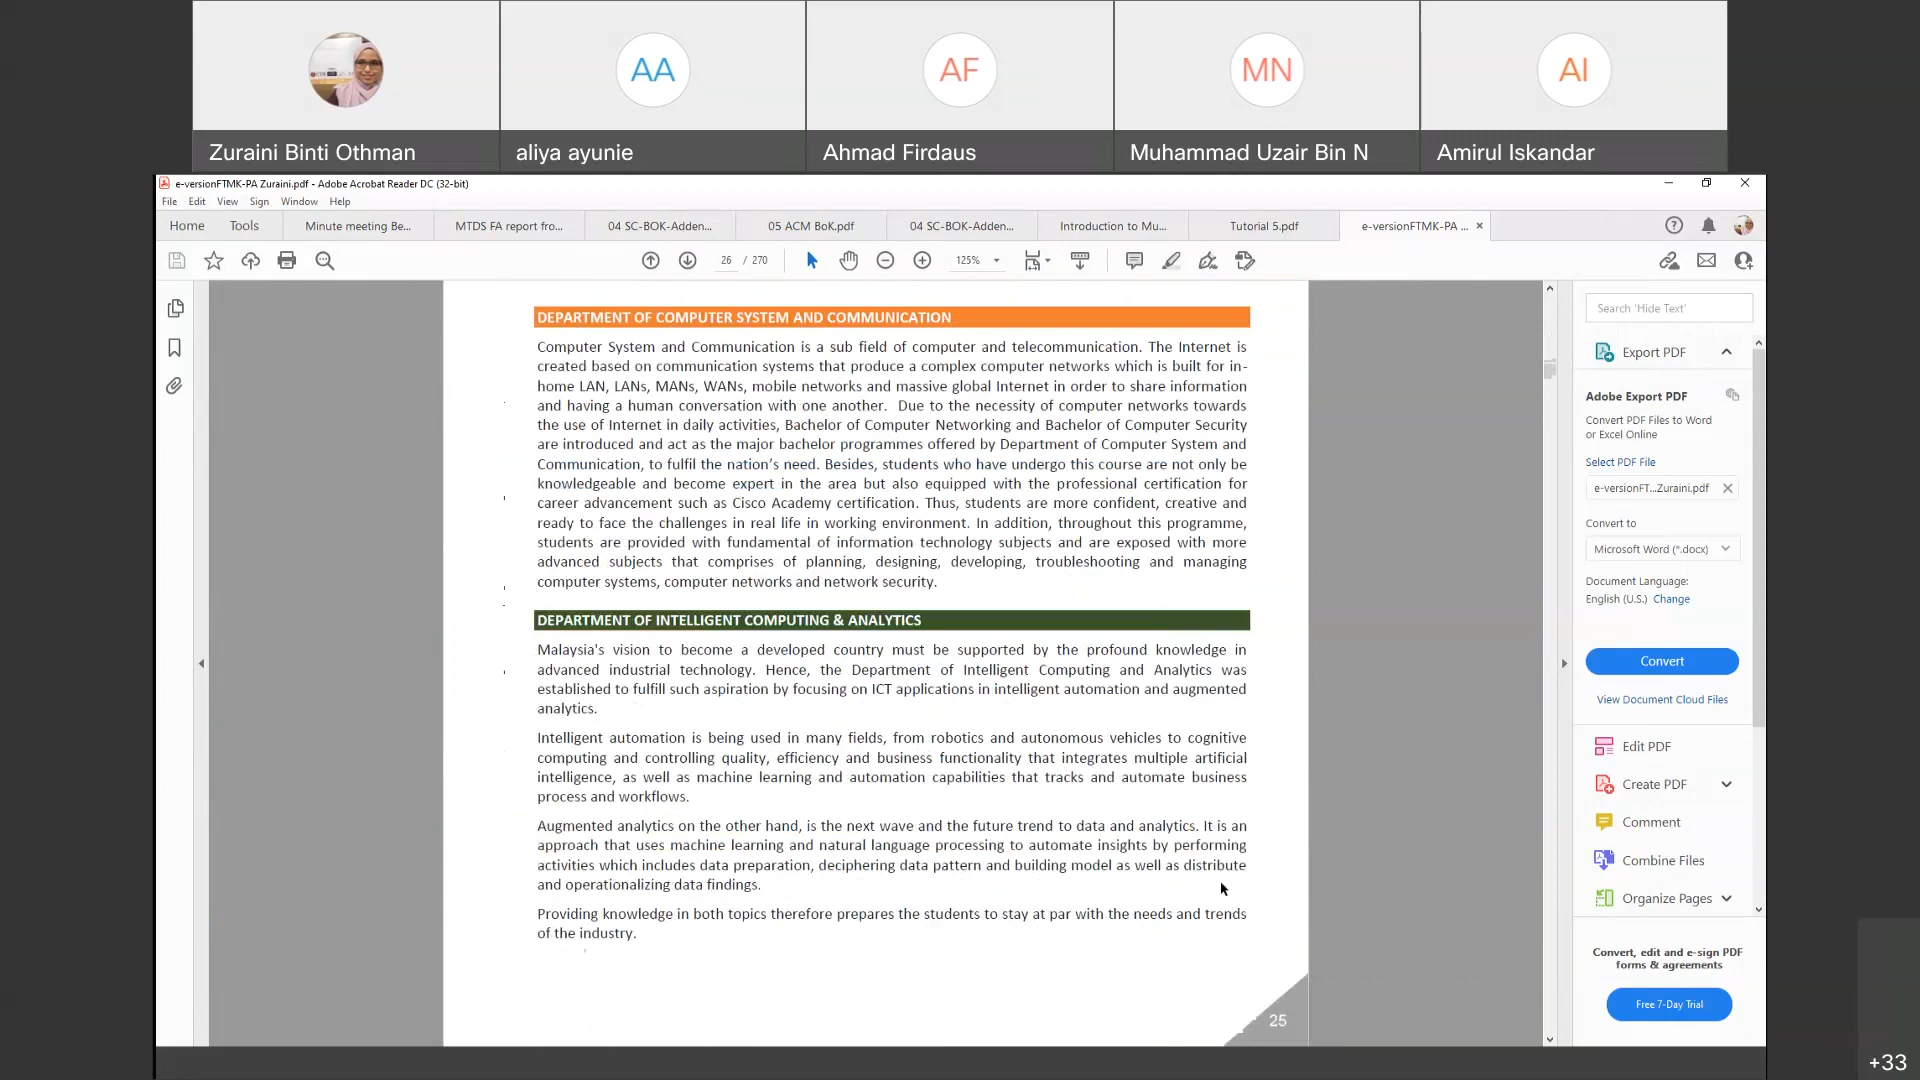 AA
AF
MN
AI
Zuraini Binti Othman
aliya ayunie
Ahmad Firdaus
Muhammad Uzair Bin N
Amirul Iskandar
e-versionFTMK-PA Zuraini.pdf - Adobe Acrobat Reader DC (32-bit)
File Edit View Sign Window Help
Home Tools Minute meeting Be... MTDS FA report fro... 04 SC-BOK-Adden... 05 ACM BoK.pdf 04 SC-BOK-Adden... Introduction to Mu... Tutorial 5.pdf e-versionFTMK-PA ... ×
26 / 270 125%
DEPARTMENT OF COMPUTER SYSTEM AND COMMUNICATION
Computer System and Communication is a sub field of computer and telecommunication. The Internet is
created based on communication systems that produce a complex computer networks which is built for in-
home LAN, LANs, MANs, WANs, mobile networks and massive global Internet in order to share information
and having a human conversation with one another. Due to the necessity of computer networks towards
the use of Internet in daily activities, Bachelor of Computer Networking and Bachelor of Computer Security
are introduced and act as the major bachelor programmes offered by Department of Computer System and
Communication, to fulfil the nation's need. Besides, students who have undergo this course are not only be
knowledgeable and become expert in the area but also equipped with the professional certification for
career advancement such as Cisco Academy certification. Thus, students are more confident, creative and
ready to face the challenges in real life in working environment. In addition, throughout this programme,
students are provided with fundamental of information technology subjects and are exposed with more
advanced subjects that comprises of planning, designing, developing, troubleshooting and managing
computer systems, computer networks and network security.
DEPARTMENT OF INTELLIGENT COMPUTING & ANALYTICS
Malaysia's vision to become a developed country must be supported by the profound knowledge in
advanced industrial technology. Hence, the Department of Intelligent Computing and Analytics was
established to fulfill such aspiration by focusing on ICT applications in intelligent automation and augmented
analytics.
Intelligent automation is being used in many fields, from robotics and autonomous vehicles to cognitive
computing and controlling quality, efficiency and business functionality that integrates multiple artificial
intelligence, as well as machine learning and automation capabilities that tracks and automate business
process and workflows.
Augmented analytics on the other hand, is the next wave and the future trend to data and analytics. It is an
approach that uses machine learning and natural language processing to automate insights by performing
activities which includes data preparation, deciphering data pattern and building model as well as distribute
and operationalizing data findings.
Providing knowledge in both topics therefore prepares the students to stay at par with the needs and trends
of the industry.
25
Search 'Hide Text'
Export PDF
Adobe Export PDF
Convert PDF Files to Word
or Excel Online
Select PDF File
e-versionFT...Zuraini.pdf
Convert to
Microsoft Word (*.docx)
Document Language:
English (U.S.) Change
Convert
View Document Cloud Files
Edit PDF
Create PDF
Comment
Combine Files
Organize Pages
Convert, edit and e-sign PDF
forms & agreements
Free 7-Day Trial
+33